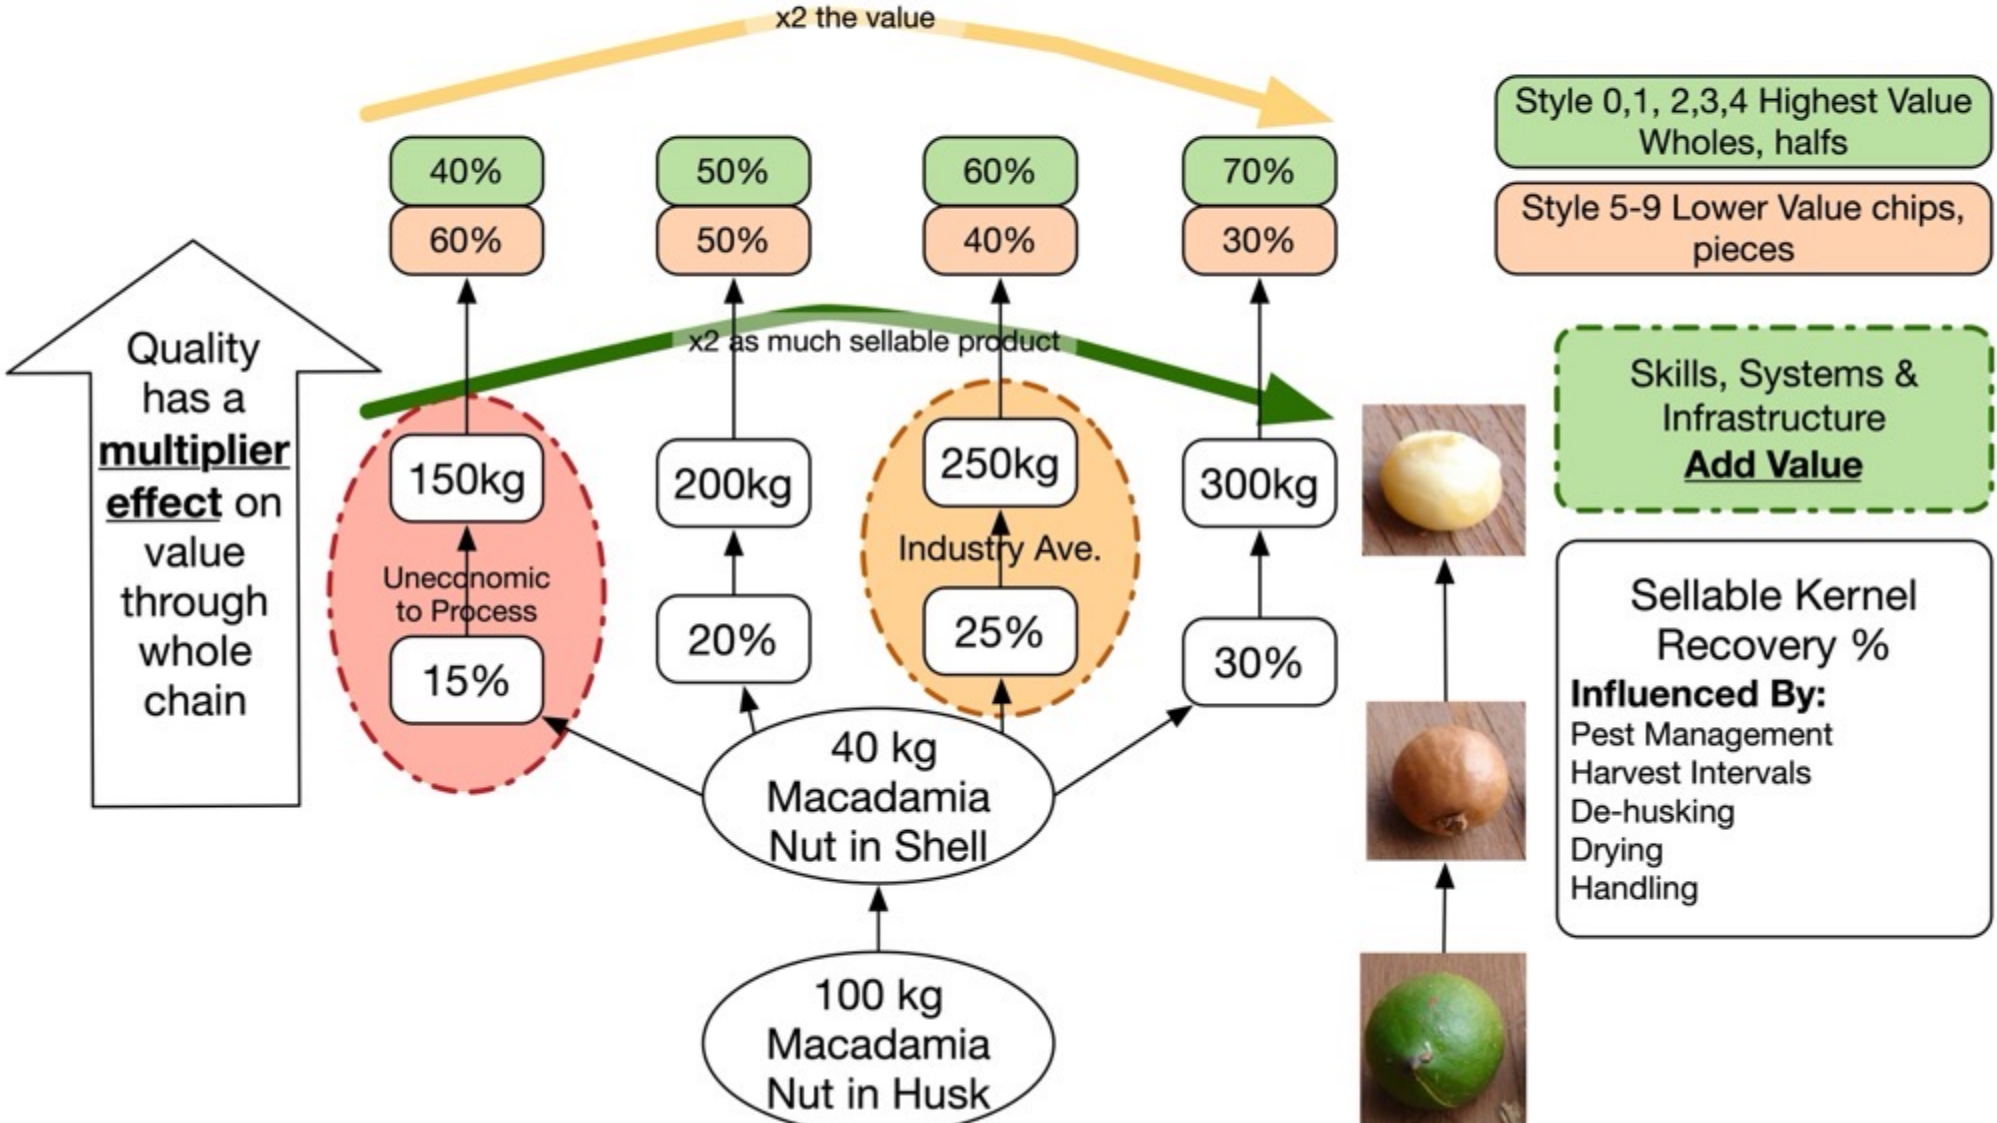 x2 the value
40%
60%
50%
50%
60%
40%
70%
30%
Style 0,1, 2,3,4 Highest Value
Wholes, halfs
Style 5-9 Lower Value chips,
pieces
Quality
has a
multiplier
effect on
value
through
whole
chain
x2 as much sellable product
150kg
Uneconomic
to Process
15%
200kg
20%
250kg
Industry Ave.
25%
300kg
30%
40 kg
Macadamia
Nut in Shell
100 kg
Macadamia
Nut in Husk
Skills, Systems &
Infrastructure
Add Value
Sellable Kernel
Recovery %
Influenced By:
Pest Management
Harvest Intervals
De-husking
Drying
Handling